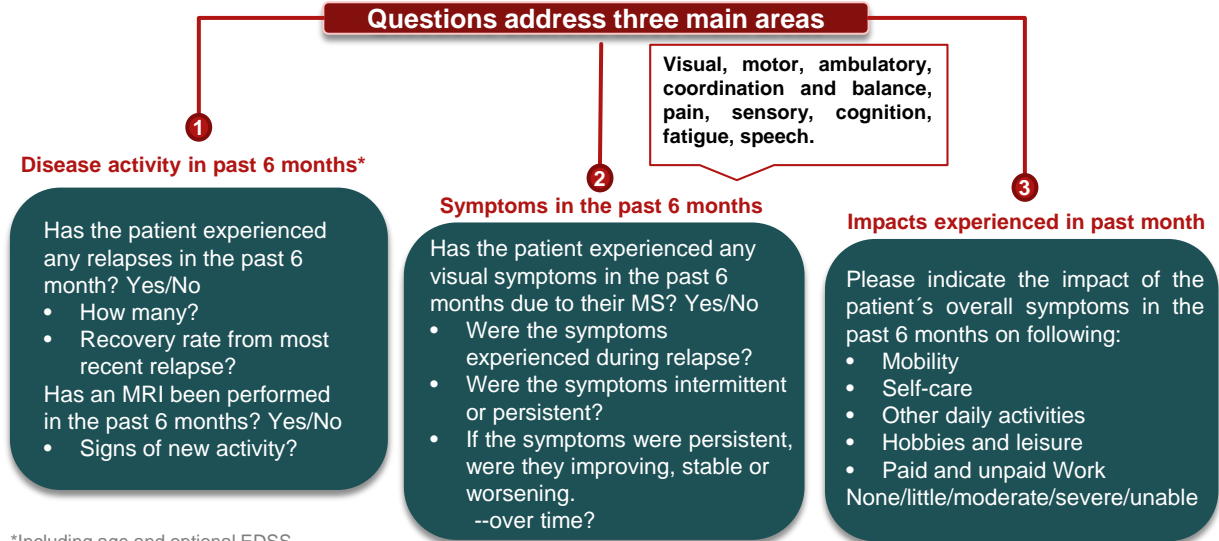 Questions address three main areas
Visual, motor, ambulatory,
coordination and balance,
pain, sensory, cognition,
fatigue, speech.
1
Disease activity in past 6 months*
Has the patient experienced
any relapses in the past 6
month? Yes/No
• How many?
• Recovery rate from most
recent relapse?
Has an MRI been performed
in the past 6 months? Yes/No
• Signs of new activity?
2
Symptoms in the past 6 months
Has the patient experienced any
visual symptoms in the past 6
months due to their MS? Yes/No
• Were the symptoms
experienced during relapse?
• Were the symptoms intermittent
or persistent?
• If the symptoms were persistent,
were they improving, stable or
worsening.
--over time?
3
Impacts experienced in past month
Please indicate the impact of the
patient´s overall symptoms in the
past 6 months on following:
• Mobility
• Self-care
• Other daily activities
• Hobbies and leisure
• Paid and unpaid Work
None/little/moderate/severe/unable
*Including age and optional EDSS